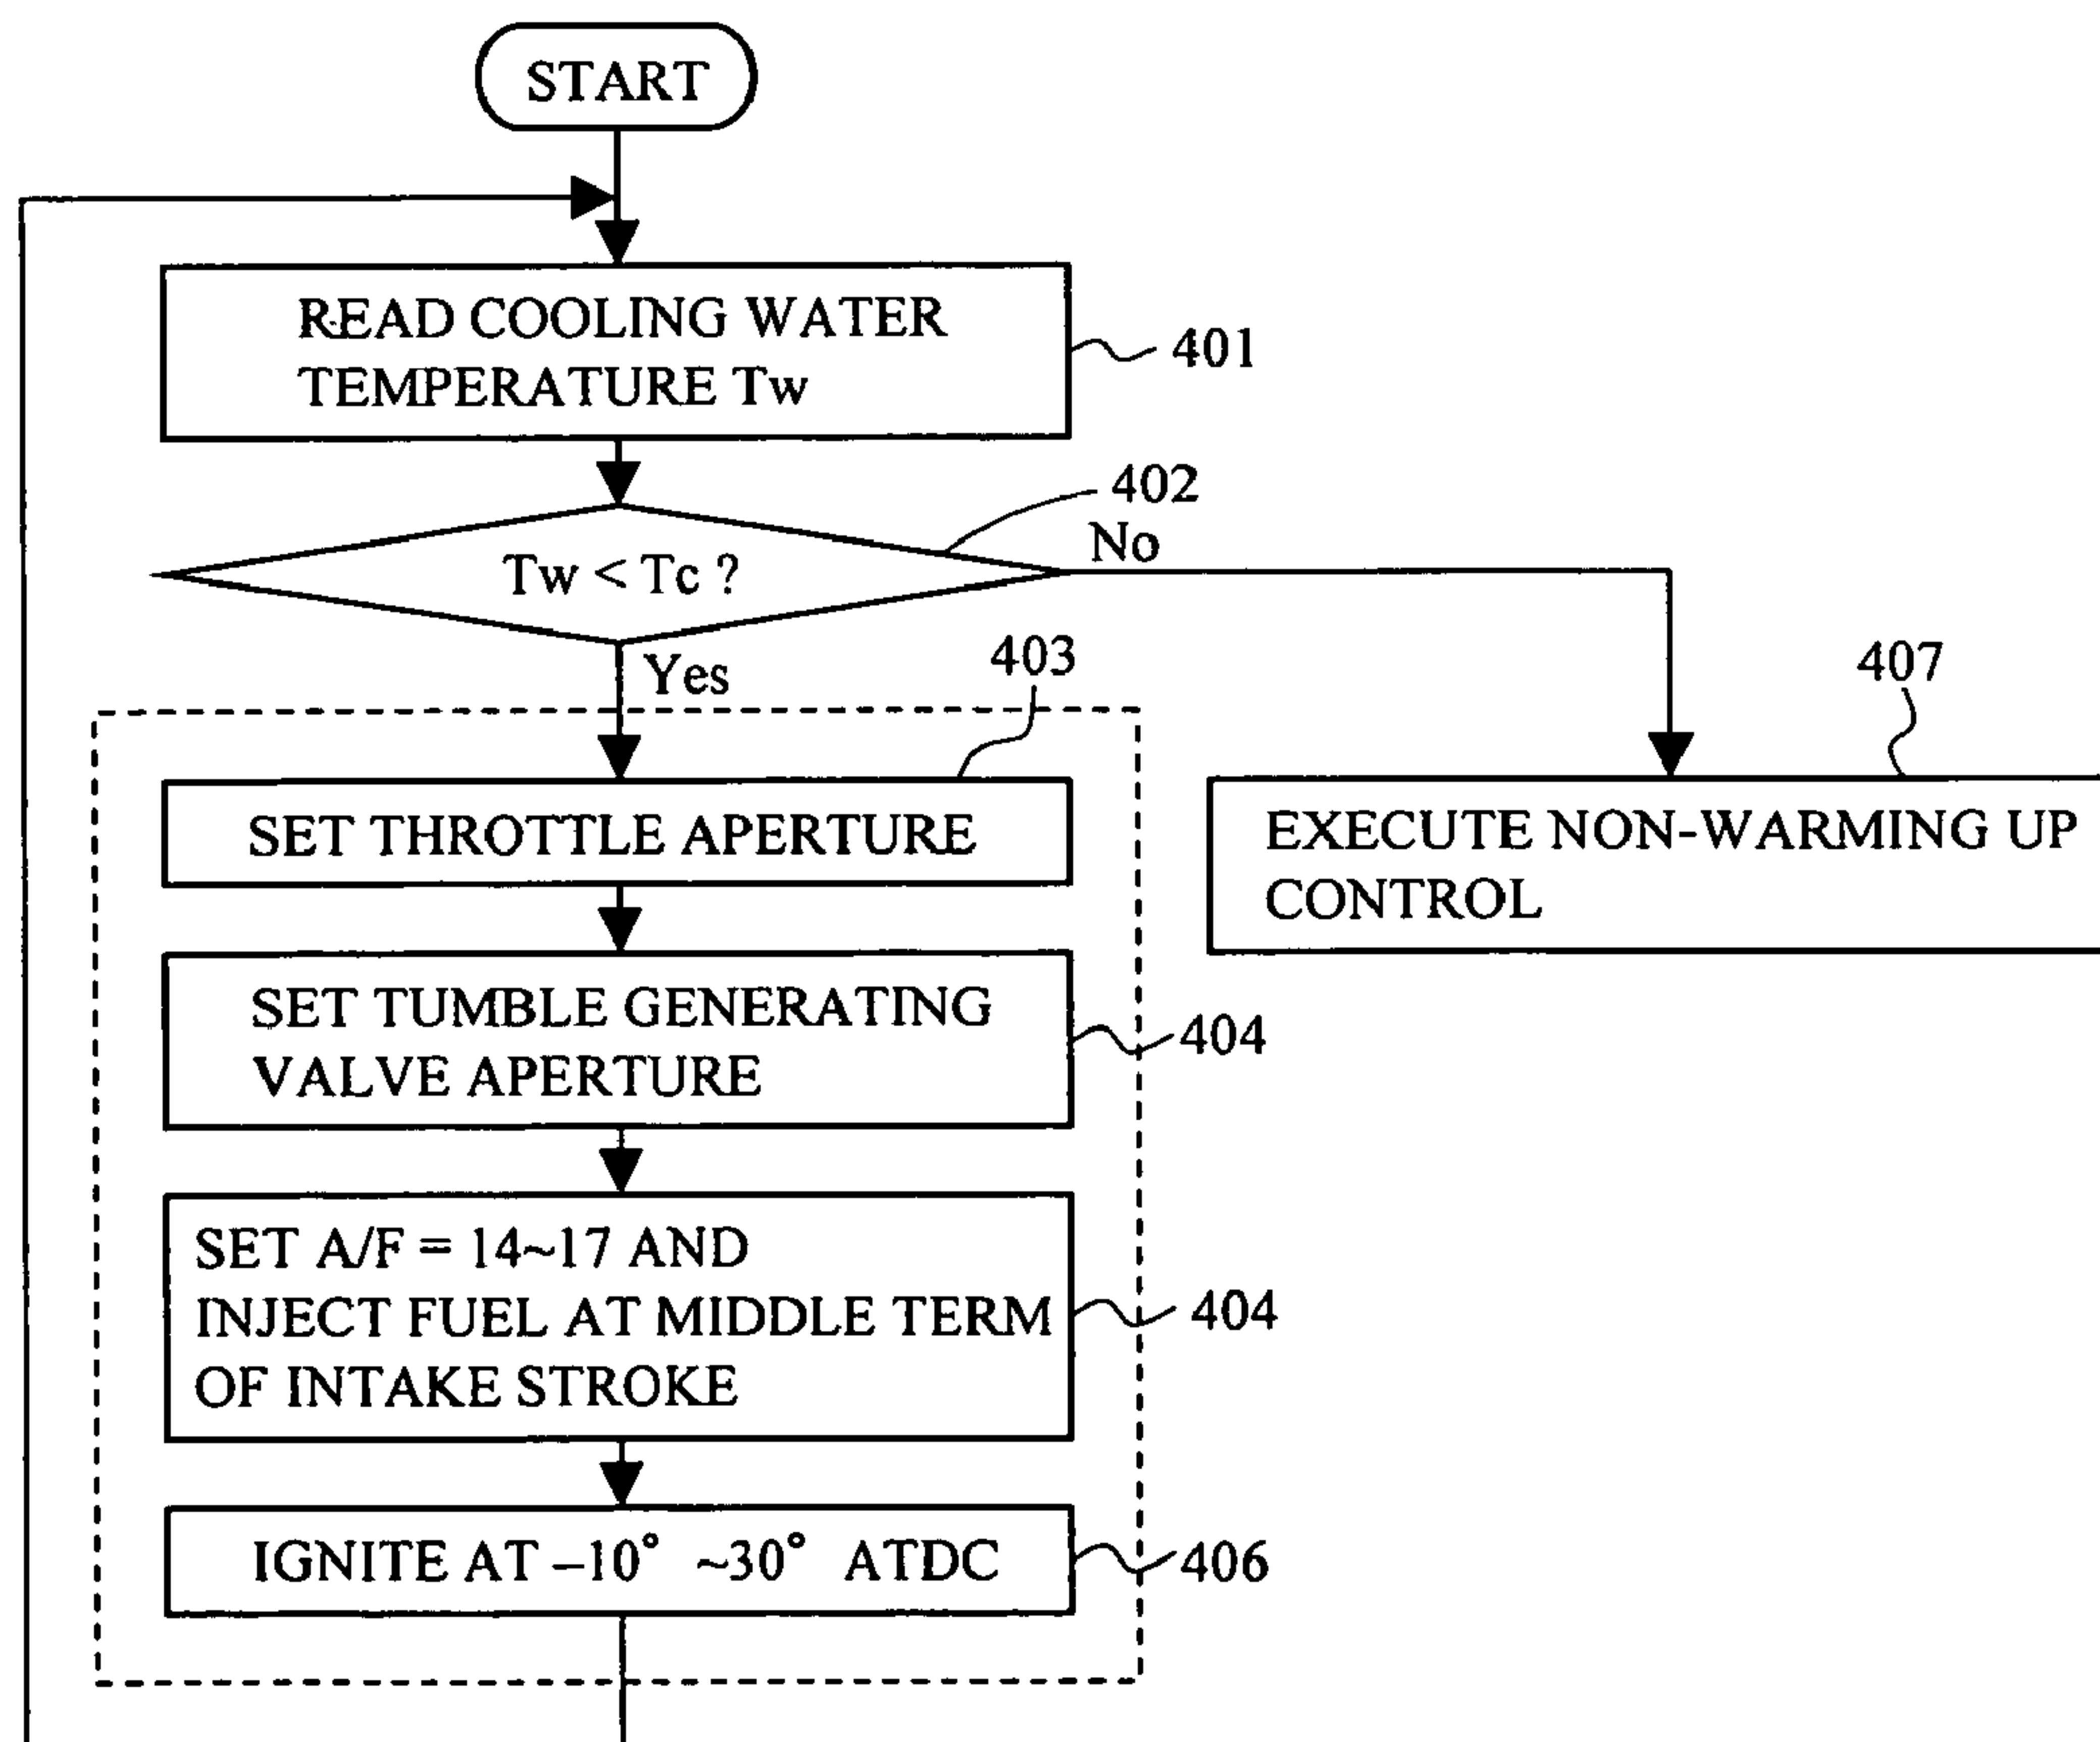 START
READ COOLING WATER
TEMPERATURE Tw
401
402
Tw < Tc ?
No
Yes
403
407
SET THROTTLE APERTURE
EXECUTE NON-WARMING UP
CONTROL
SET TUMBLE GENERATING
VALVE APERTURE
404
SET A/F = 14~17 AND
INJECT FUEL AT MIDDLE TERM
OF INTAKE STROKE
404
IGNITE AT –10° ~30° ATDC
406